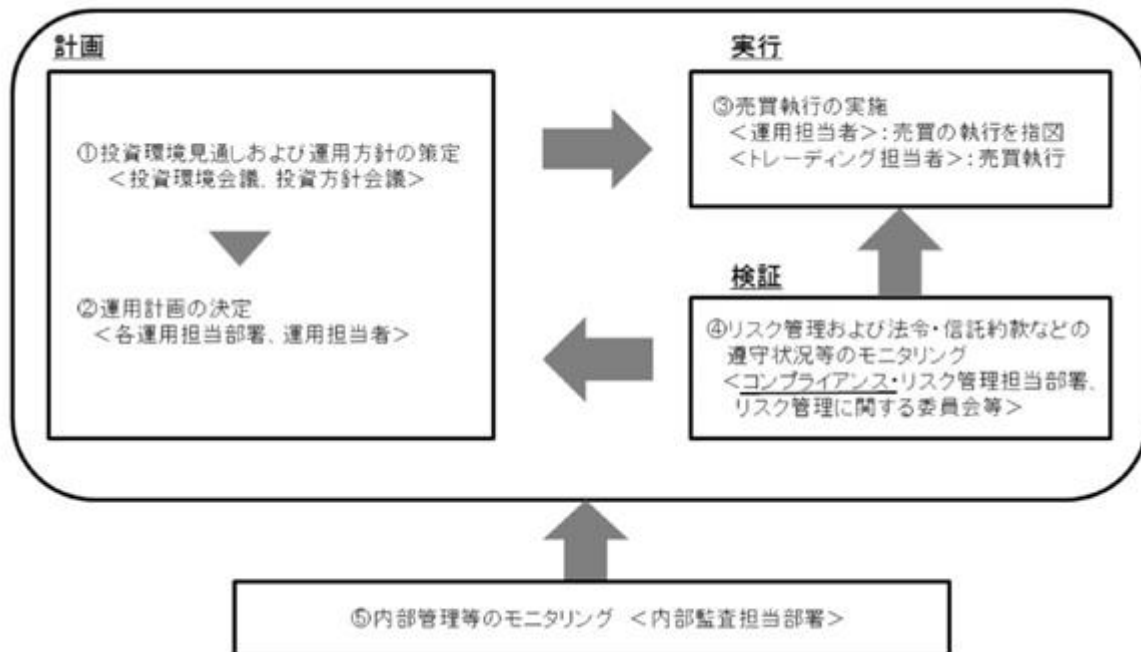 計画
①投資環境見通しおよび運用方針の策定
＜投資環境会議、投資方針会議＞
②運用計画の決定
＜各運用担当部署、運用担当者＞
実行
③売買執行の実施
＜運用担当者＞：売買の執行を指図
＜トレーディング担当者＞：売買執行
検証
④リスク管理および法令・信託約款などの
遵守状況等のモニタリング
＜コンプライアンス・リスク管理担当部署、
リスク管理に関する委員会等＞
⑤内部管理等のモニタリング ＜内部監査担当部署＞